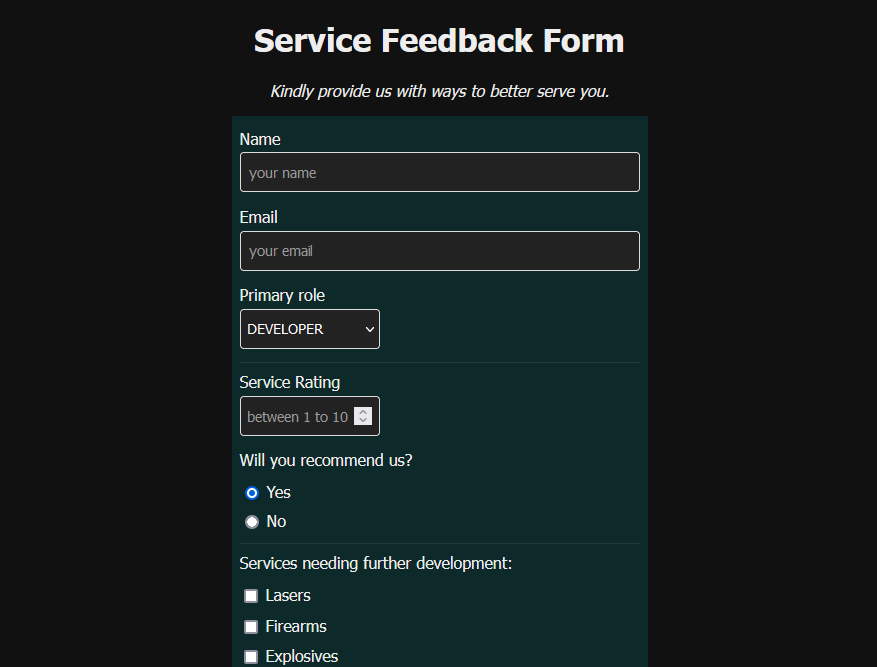 Service Feedback Form
Kindly provide us with ways to better serve you.
Name
your name
Email
your email
Primary role
DEVELOPER
Service Rating
between 1 to 10
Will you recommend us?
Yes
No
Services needing further development:
Lasers
Firearms
Explosives